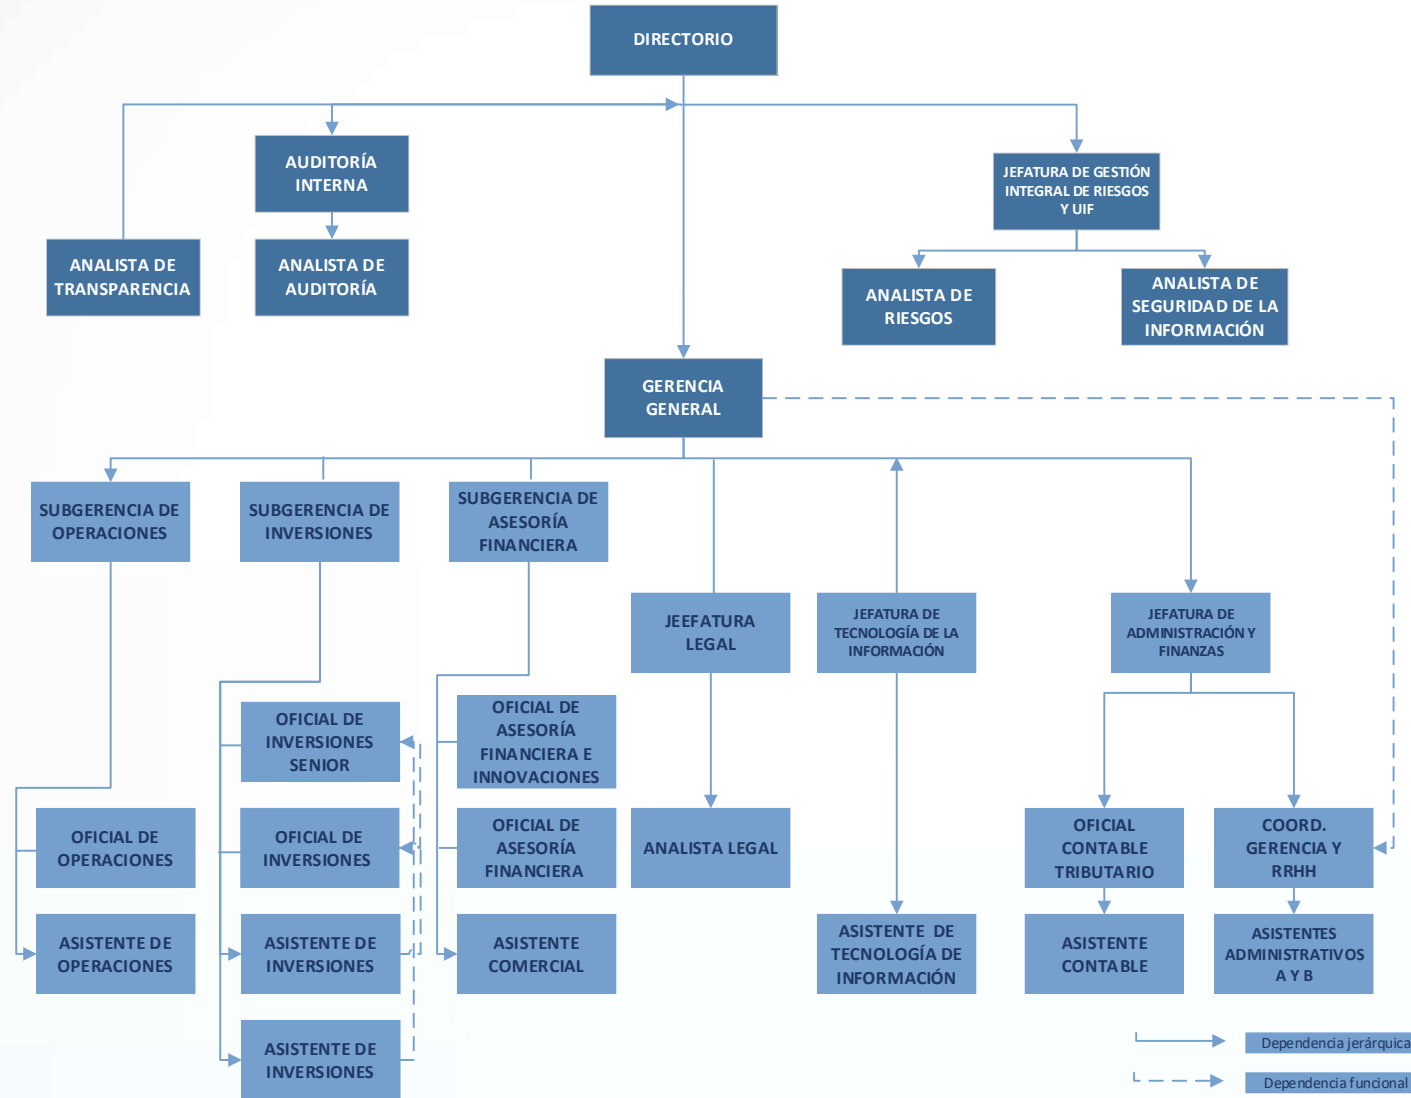 DIRECTORIO
AUDITORÍA
INTERNA
JEFATURA DE GESTIÓN
INTEGRAL DE RIESGOS
Y UIF
ANALISTA DE
TRANSPARENCIA
ANALISTA DE
AUDITORÍA
ANALISTA DE
RIESGOS
ANALISTA DE
SEGURIDAD DE LA
INFORMACIÓN
GERENCIA
GENERAL
SUBGERENCIA DE
OPERACIONES
SUBGERENCIA DE
INVERSIONES
SUBGERENCIA DE
ASESORÍA
FINANCIERA
JEEFATURA
LEGAL
JEFATURA DE
TECNOLOGÍA DE LA
INFORMACIÓN
JEFATURA DE
ADMINISTRACIÓN Y
FINANZAS
OFICIAL DE
INVERSIONES
SENIOR
OFICIAL DE
ASESORÍA
FINANCIERA E
INNOVACIONES
OFICIAL DE
OPERACIONES
OFICIAL DE
INVERSIONES
OFICIAL DE
ASESORÍA
FINANCIERA
ANALISTA LEGAL
OFICIAL
CONTABLE
TRIBUTARIO
COORD.
GERENCIA Y
RRHH
ASISTENTE DE
OPERACIONES
ASISTENTE DE
INVERSIONES
ASISTENTE
COMERCIAL
ASISTENTE DE
TECNOLOGÍA DE
INFORMACIÓN
ASISTENTE
CONTABLE
ASISTENTES
ADMINISTRATIVOS
A Y B
ASISTENTE DE
INVERSIONES
Dependencia jerárquica
Dependencia funcional